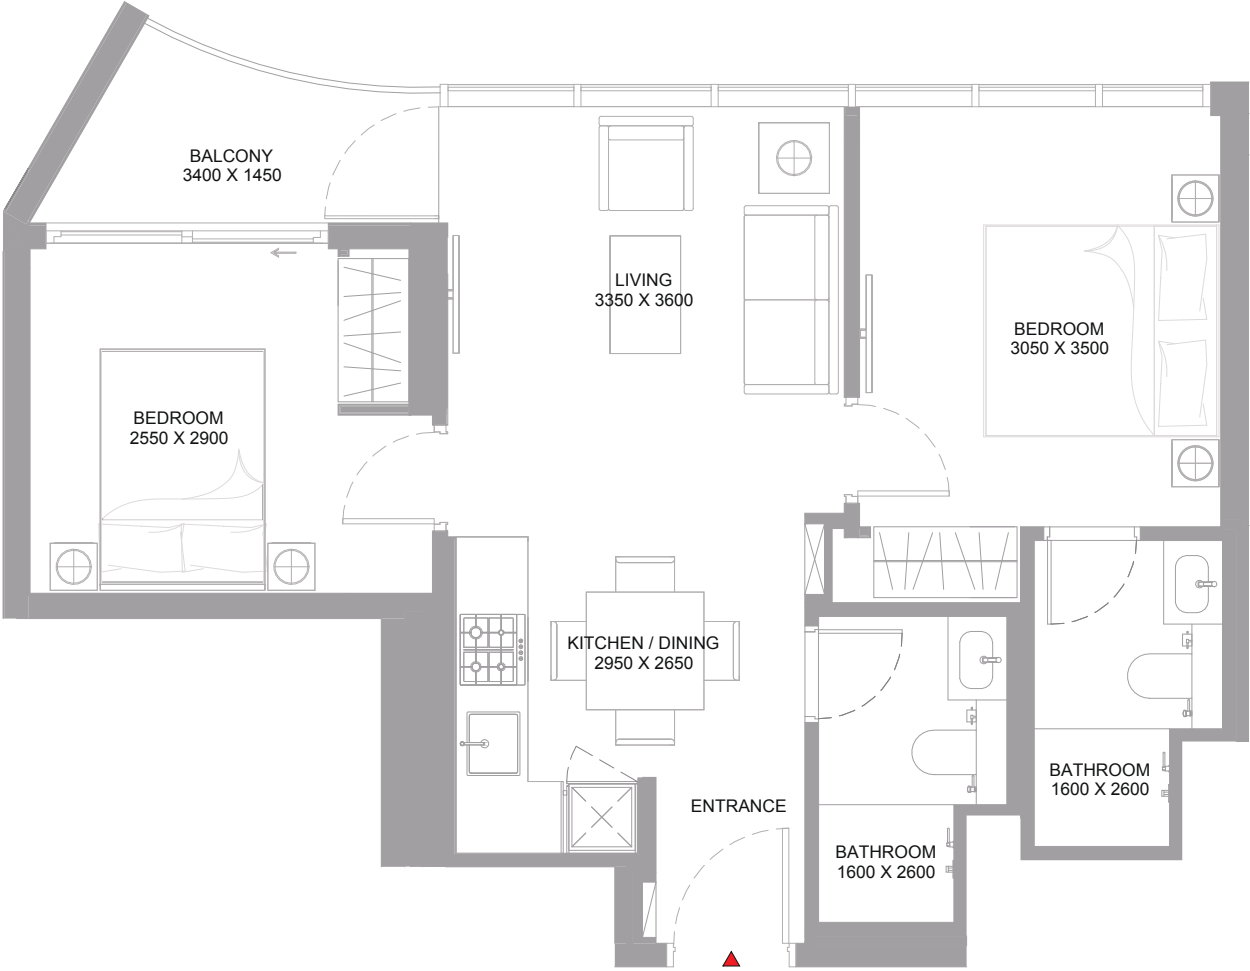 BALCONY
3400 X 1450
LIVING
3350 X 3600
BEDROOM
3050 X 3500
BEDROOM
2550 X 2900
KITCHEN / DINING
2950 X 2650
BATHROOM
1600 X 2600
ENTRANCE
BATHROOM
1600 X 2600